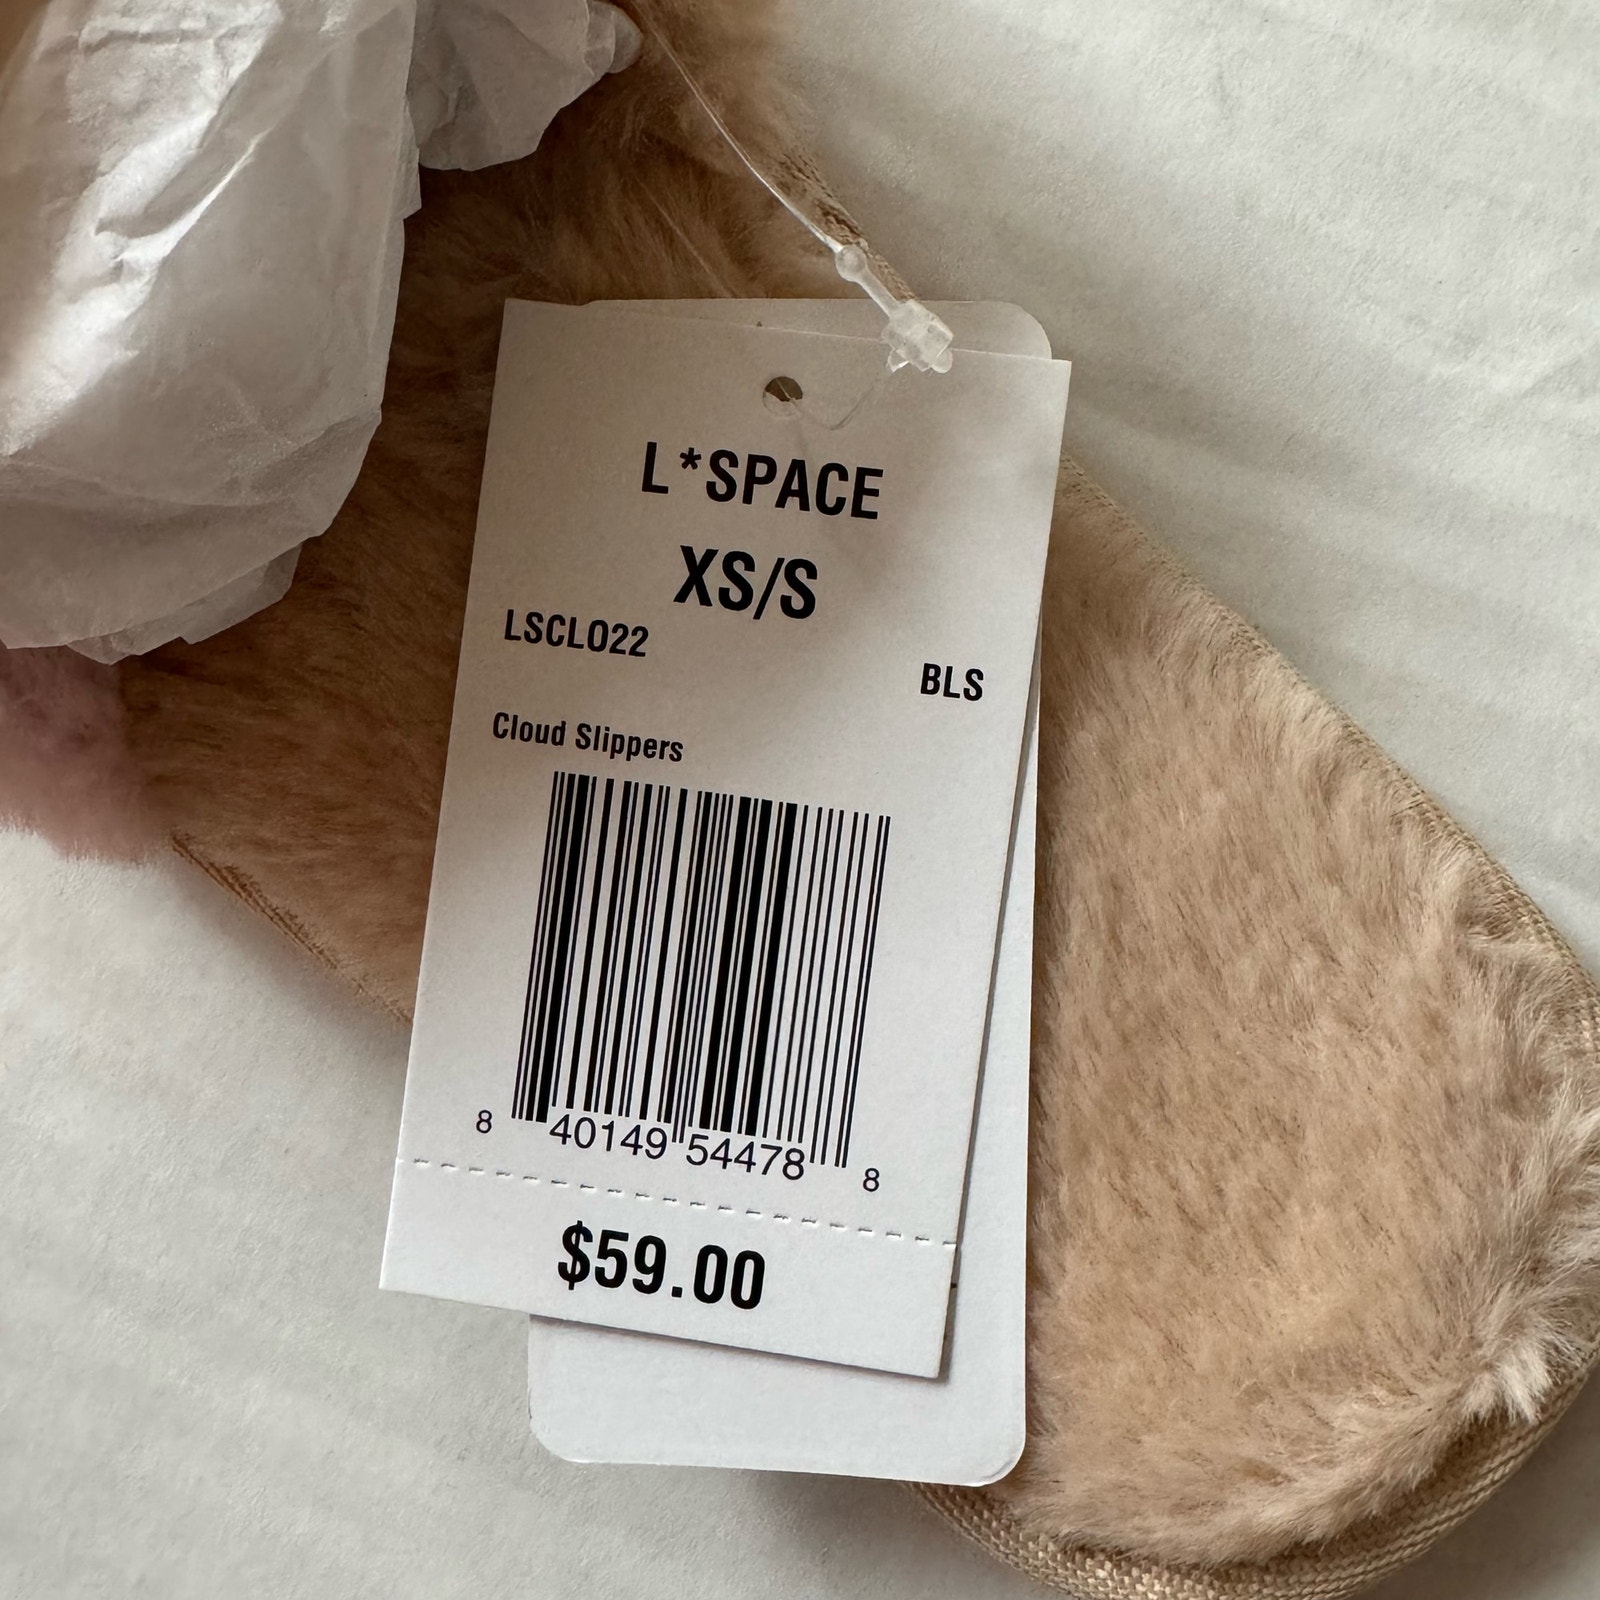 L*SPACE
XS/S
LSCLO22
BLS
Cloud Slippers
8 40149 54478 8
$59.00